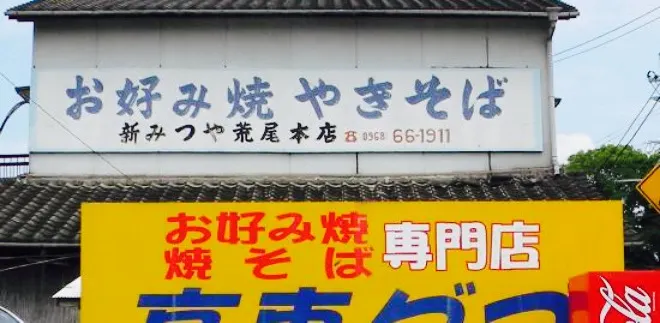 お好み焼 やきそば
新みつや荒尾本店 ☎0968 66-1911
お好み焼
焼そば
専門店